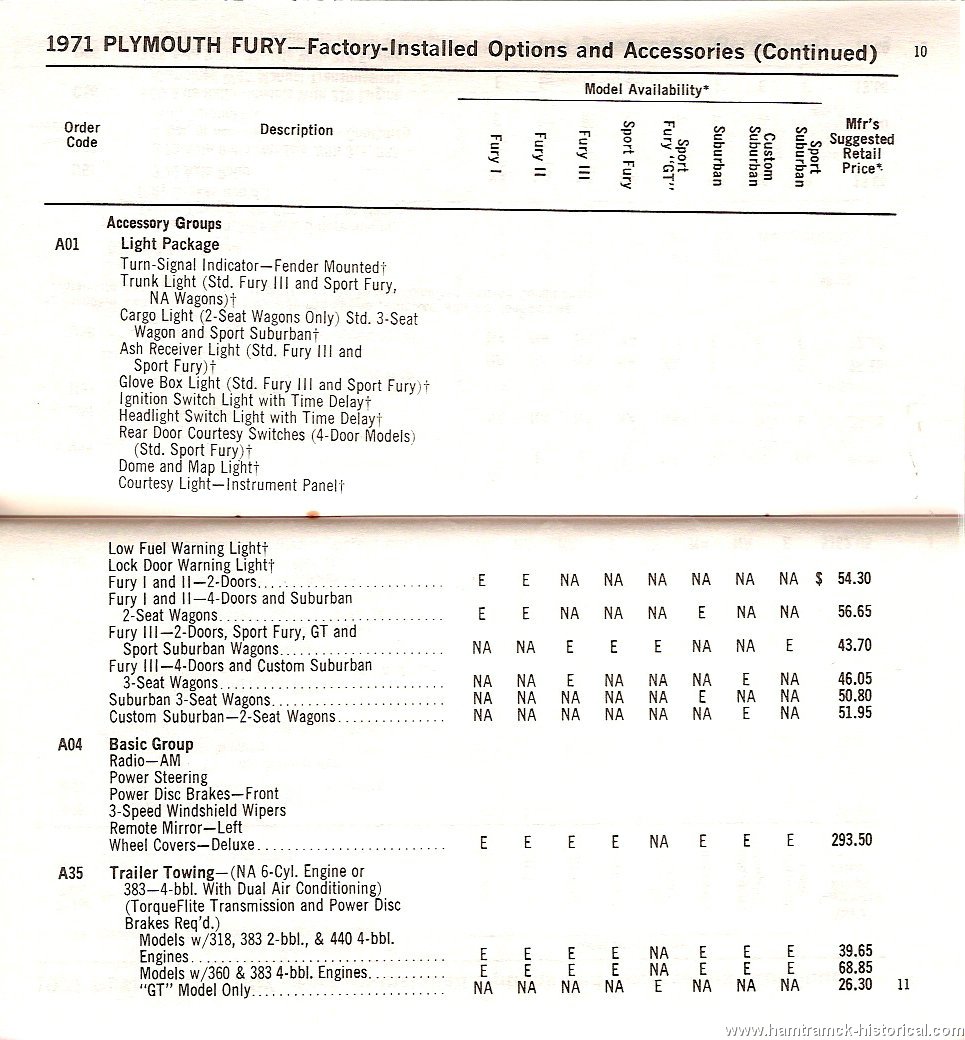 1971 PLYMOUTH FURY—Factory-Installed Options and Accessories (Continued) 10
Model Availability*
Order Code
Description
Fury I
Fury II
Fury III
Sport Fury
Sport Fury "GT"
Suburban
Custom Suburban
Sport Suburban
Mfr's Suggested Retail Price*
Accessory Groups
A01 Light Package
Turn-Signal Indicator—Fender Mounted†
Trunk Light (Std. Fury III and Sport Fury,
NA Wagons)†
Cargo Light (2-Seat Wagons Only) Std. 3-Seat
Wagon and Sport Suburban†
Ash Receiver Light (Std. Fury III and
Sport Fury)†
Glove Box Light (Std. Fury III and Sport Fury)†
Ignition Switch Light with Time Delay†
Headlight Switch Light with Time Delay†
Rear Door Courtesy Switches (4-Door Models)
(Std. Sport Fury)†
Dome and Map Light†
Courtesy Light—Instrument Panel†
Low Fuel Warning Light†
Lock Door Warning Light†
Fury I and II—2-Doors........................ E E NA NA NA NA NA NA $ 54.30
Fury I and II—4-Doors and Suburban
2-Seat Wagons............................. E E NA NA NA E NA NA 56.65
Fury III—2-Doors, Sport Fury, GT and
Sport Suburban Wagons..................... NA NA E E E NA NA E 43.70
Fury III—4-Doors and Custom Suburban
3-Seat Wagons............................. NA NA E NA NA NA E NA 46.05
Suburban 3-Seat Wagons...................... NA NA NA NA NA E NA NA 50.80
Custom Suburban—2-Seat Wagons.............. NA NA NA NA NA NA E NA 51.95
A04 Basic Group
Radio—AM
Power Steering
Power Disc Brakes—Front
3-Speed Windshield Wipers
Remote Mirror—Left
Wheel Covers—Deluxe........................ E E E E NA E E E 293.50
A35 Trailer Towing—(NA 6-Cyl. Engine or
383—4-bbl. With Dual Air Conditioning)
(TorqueFlite Transmission and Power Disc
Brakes Req'd.)
Models w/318, 383 2-bbl., & 440 4-bbl.
Engines................................. E E E E NA E E E 39.65
Models w/360 & 383 4-bbl. Engines........... E E E E NA E E E 68.85
"GT" Model Only......................... NA NA NA NA E NA NA NA 26.30 11
www.hamtramck-historical.com